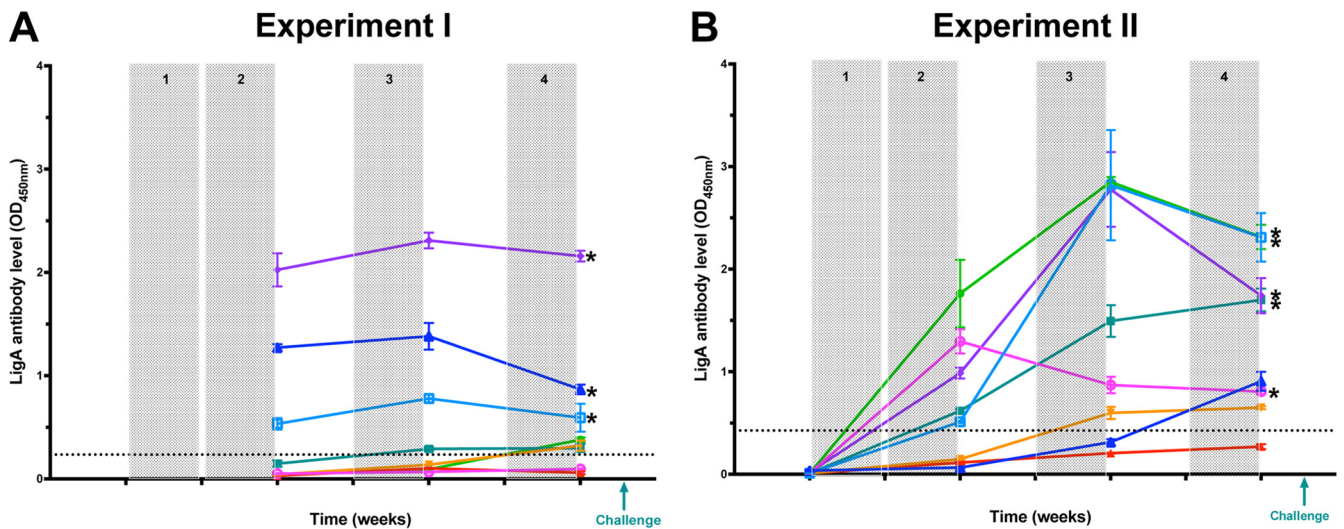 A
Experiment I
LigA antibody level (OD450nm)
4
3
2
1
0
1
2
3
4
*
*
*
Time (weeks)
Challenge
B
Experiment II
LigA antibody level (OD450nm)
4
3
2
1
0
1
2
3
4
*
*
*
*
*
Time (weeks)
Challenge